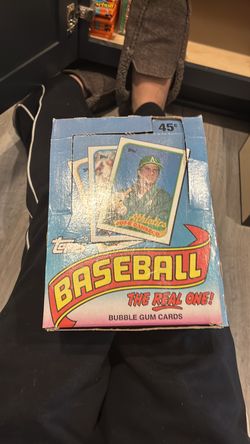 45¢
Athletics
Topps
BASEBALL
THE REAL ONE!
BUBBLE GUM CARDS